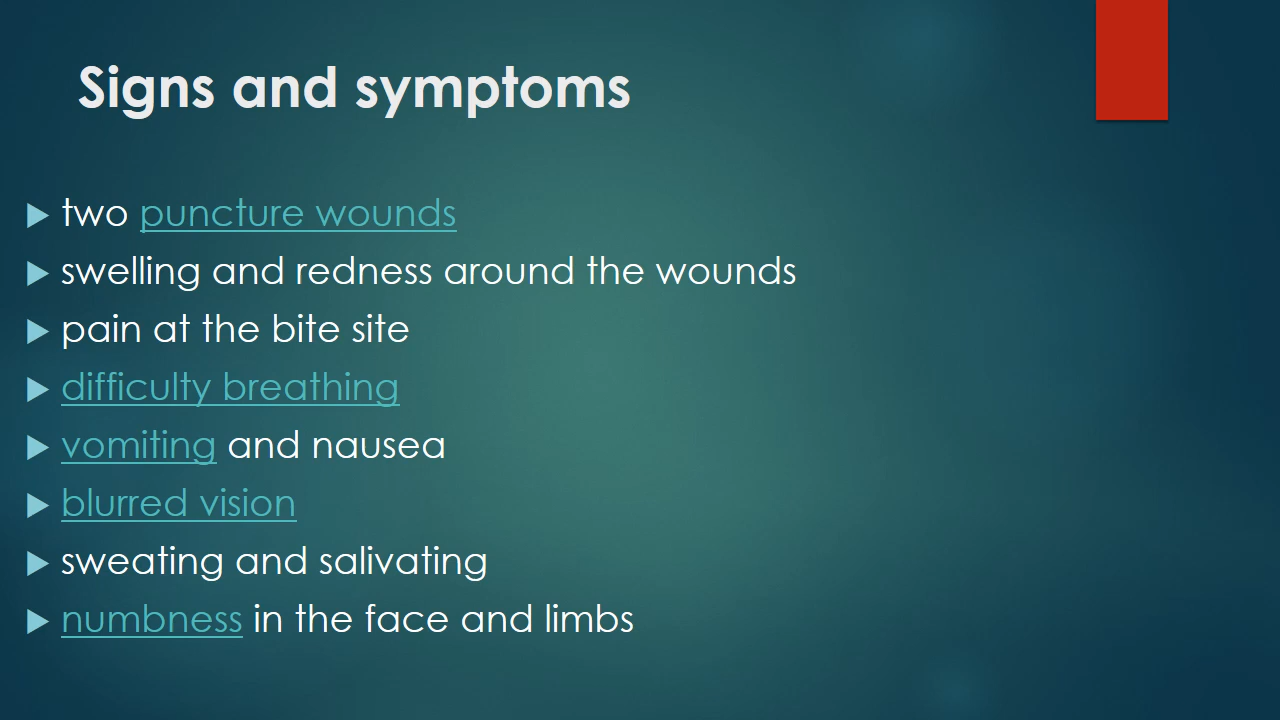 Signs and symptoms
two puncture wounds
swelling and redness around the wounds
pain at the bite site
difficulty breathing
vomiting and nausea
blurred vision
sweating and salivating
numbness in the face and limbs